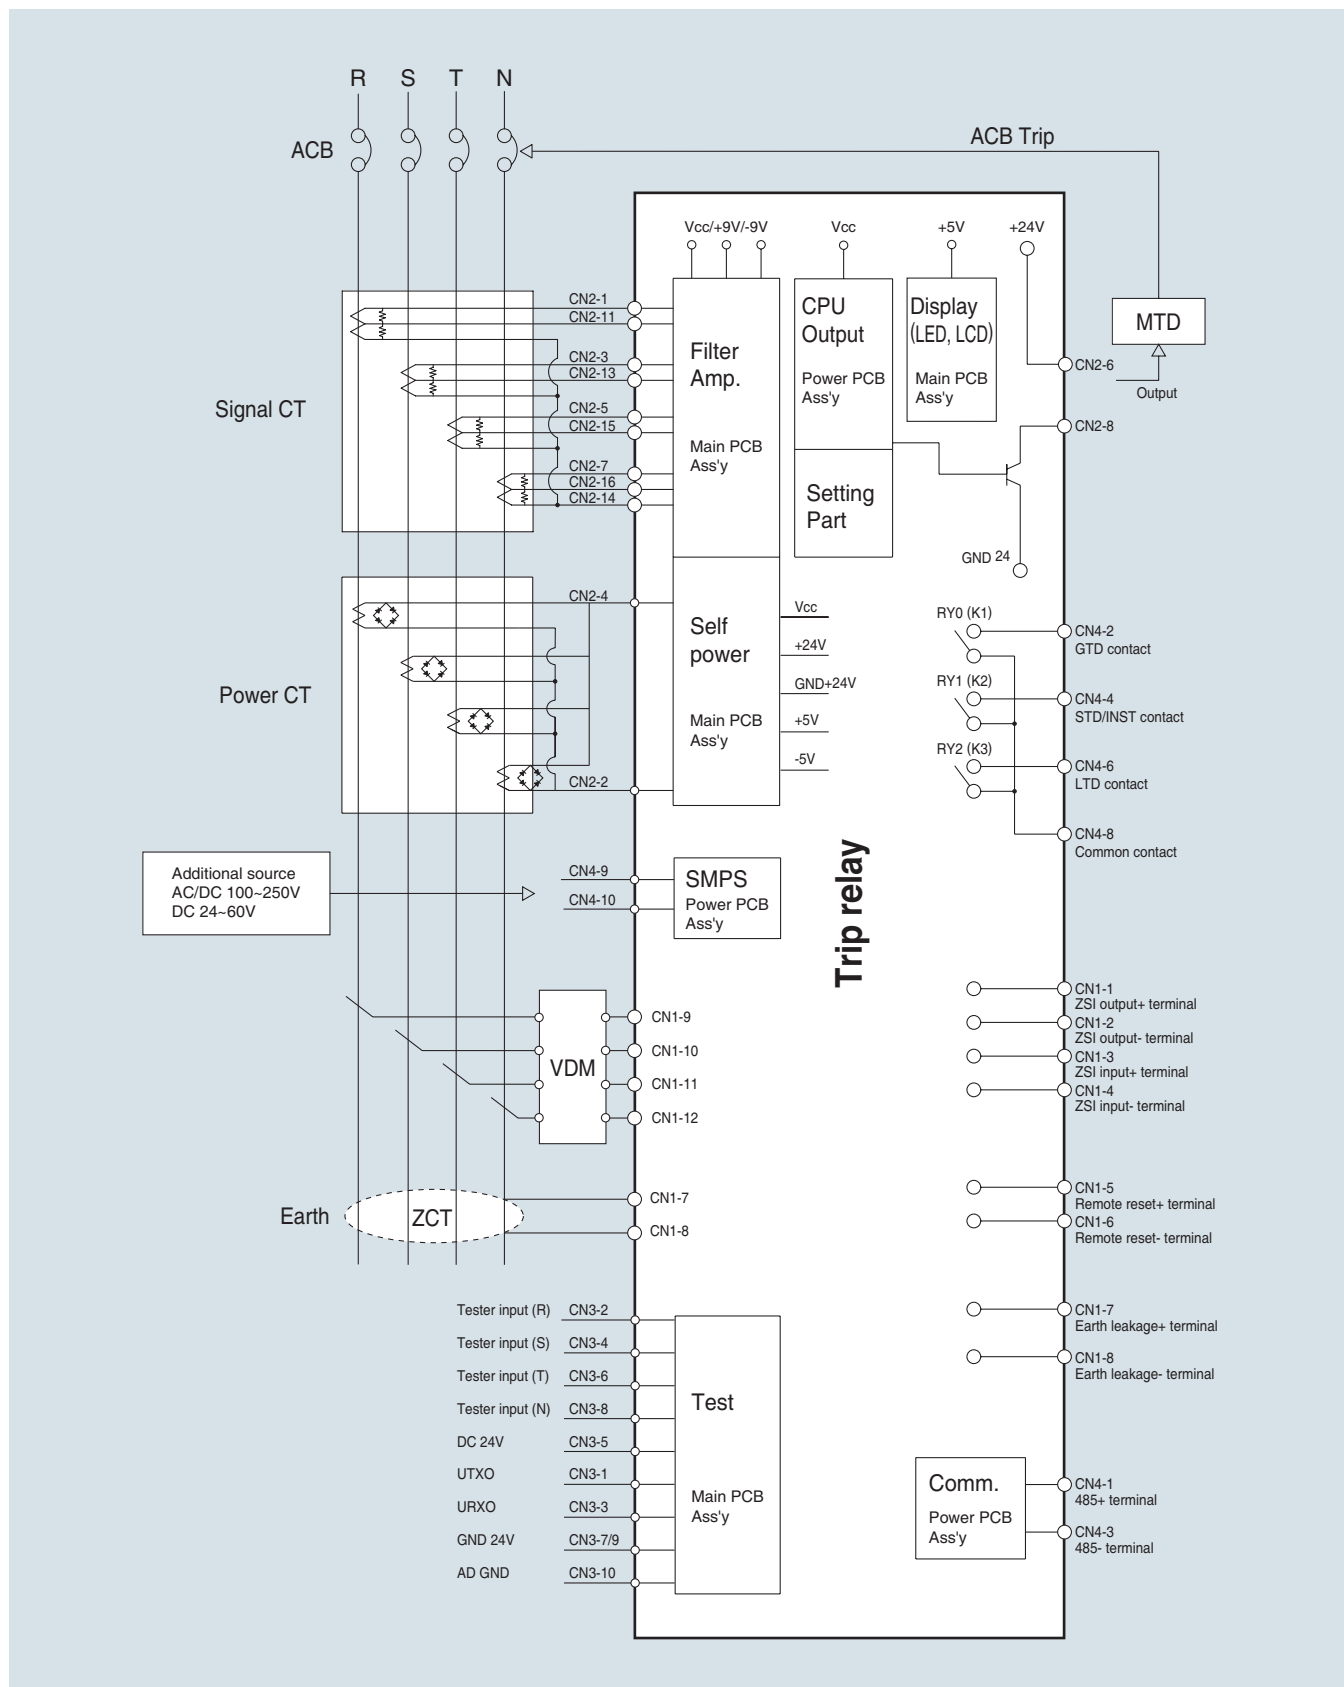 R S T N
ACB
ACB Trip
Vcc/+9V/-9V
Vcc
+5V
+24V
CN2-1
CN2-11
CN2-3
CN2-13
CN2-5
CN2-15
CN2-7
CN2-16
CN2-14
Signal CT
Filter
Amp.
Main PCB
Ass'y
CPU
Output
Power PCB
Ass'y
Setting
Part
Display
(LED, LCD)
Main PCB
Ass'y
MTD
Output
CN2-6
CN2-8
GND 24
Power CT
CN2-4
CN2-2
Self
power
Main PCB
Ass'y
Vcc
+24V
GND+24V
+5V
-5V
RY0 (K1)
CN4-2
GTD contact
RY1 (K2)
CN4-4
STD/INST contact
RY2 (K3)
CN4-6
LTD contact
CN4-8
Common contact
Additional source
AC/DC 100~250V
DC 24~60V
CN4-9
CN4-10
SMPS
Power PCB
Ass'y
Trip relay
VDM
CN1-9
CN1-10
CN1-11
CN1-12
CN1-1
ZSI output+ terminal
CN1-2
ZSI output- terminal
CN1-3
ZSI input+ terminal
CN1-4
ZSI input- terminal
Earth
ZCT
CN1-7
CN1-8
CN1-5
Remote reset+ terminal
CN1-6
Remote reset- terminal
CN1-7
Earth leakage+ terminal
CN1-8
Earth leakage- terminal
Tester input (R) CN3-2
Tester input (S) CN3-4
Tester input (T) CN3-6
Tester input (N) CN3-8
DC 24V CN3-5
UTXO CN3-1
URXO CN3-3
GND 24V CN3-7/9
AD GND CN3-10
Test
Main PCB
Ass'y
Comm.
Power PCB
Ass'y
CN4-1
485+ terminal
CN4-3
485- terminal